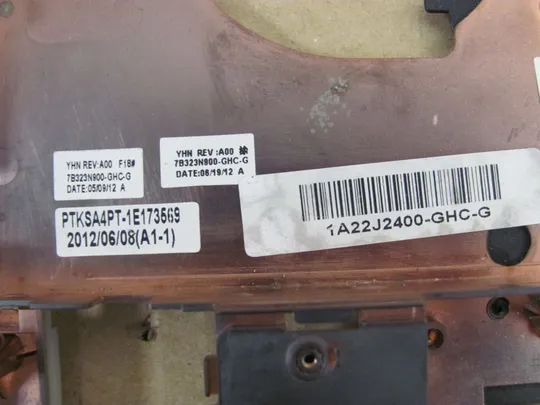 YHN REV:A00 F18#
7B323N900-GHC-G
DATE:05/09/12 A
YHN REV :A00
7B323N900-GHC-G
DATE:06/19/12 A
PTKSA4PT-1E173569
2012/06/08(A1-1)
1A22J2400-GHC-G